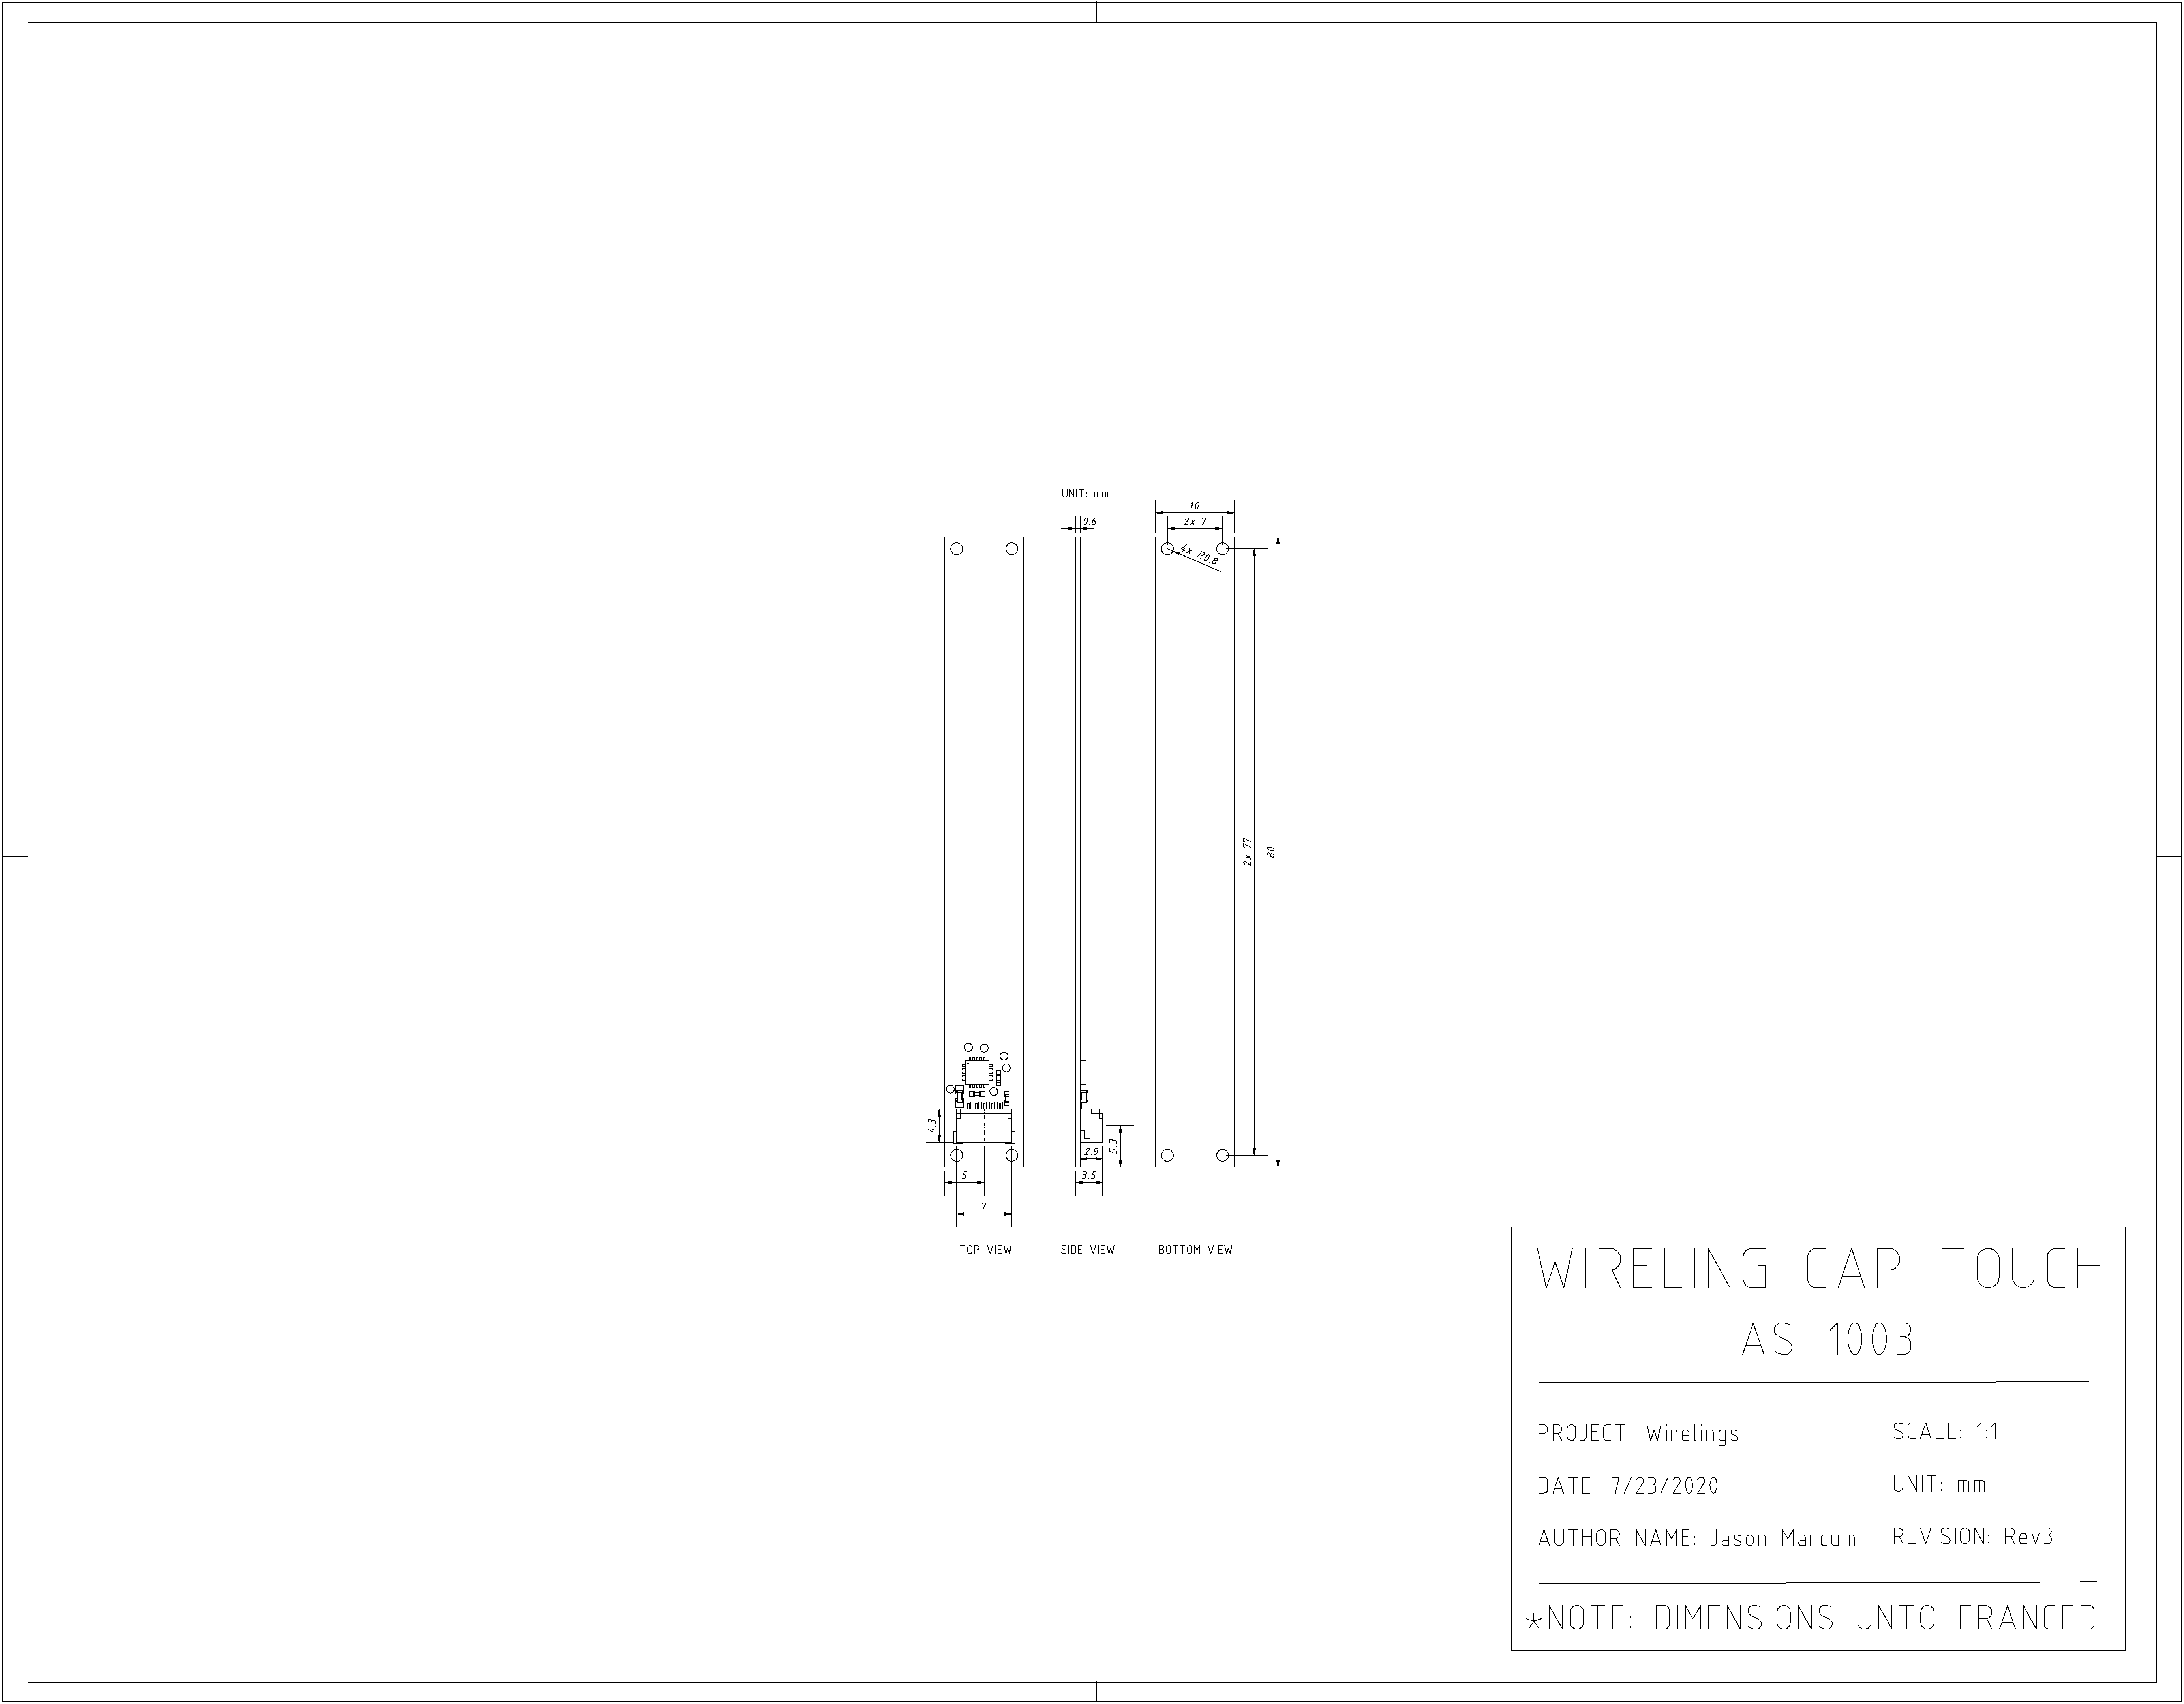 UNIT: mm
10
0.6
2x 7
4x R0.8
2x 77
80
4.3
5.3
2.9
5
3.5
7
TOP VIEW
SIDE VIEW
BOTTOM VIEW
WIRELING CAP TOUCH
AST1003
PROJECT: Wirelings
SCALE: 1:1
DATE: 7/23/2020
UNIT: mm
AUTHOR NAME: Jason Marcum
REVISION: Rev3
*NOTE: DIMENSIONS UNTOLERANCED